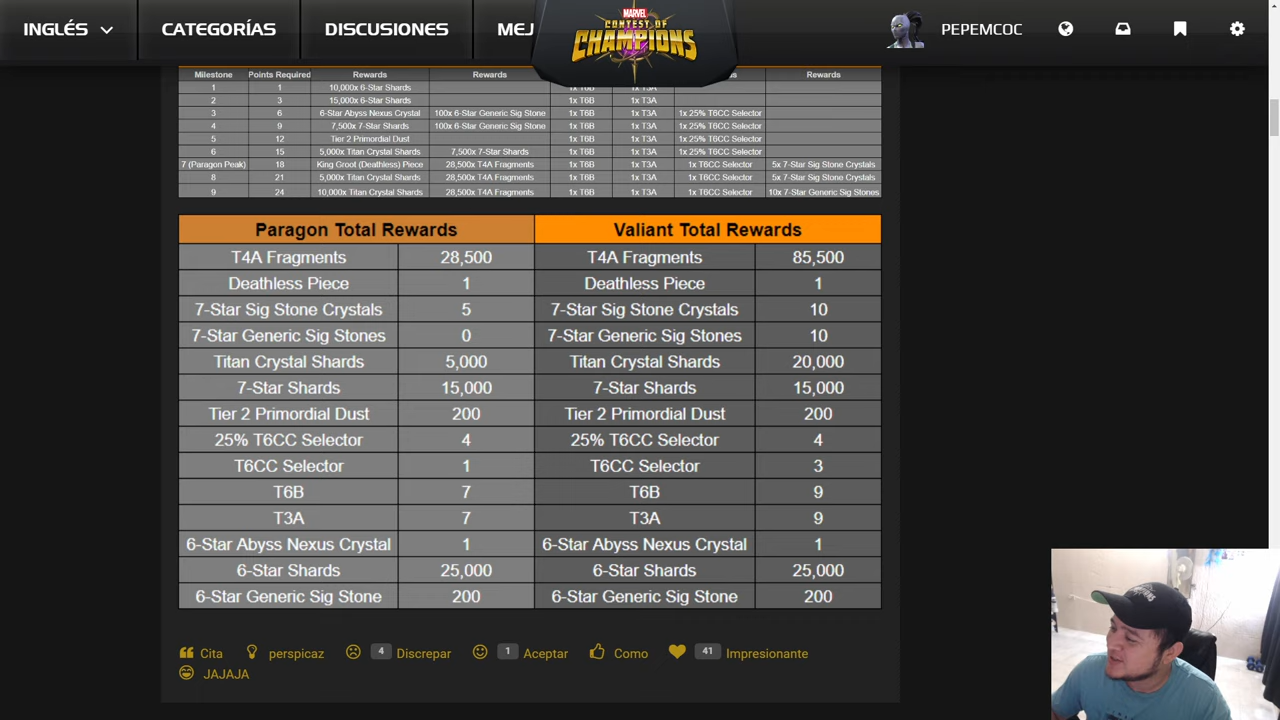 INGLÉS CATEGORÍAS DISCUSIONES MEJ MARVEL CONTEST OF CHAMPIONS PEPEMCOC
Milestone Points Required Rewards Rewards Rewards
1 1 10,000x 6-Star Shards 1x T6B 1x T3A
2 3 15,000x 6-Star Shards 1x T6B 1x T3A
3 6 6-Star Abyss Nexus Crystal 100x 6-Star Generic Sig Stone 1x T6B 1x T3A 1x 25% T6CC Selector
4 9 7,500x 7-Star Shards 100x 6-Star Generic Sig Stone 1x T6B 1x T3A 1x 25% T6CC Selector
5 12 Tier 2 Primordial Dust 1x T6B 1x T3A 1x 25% T6CC Selector
6 15 5,000x Titan Crystal Shards 7,500x 7-Star Shards 1x T6B 1x T3A 1x 25% T6CC Selector
7 (Paragon Peak) 18 King Groot (Deathless) Piece 28,500x T4A Fragments 1x T6B 1x T3A 1x T6CC Selector 5x 7-Star Sig Stone Crystals
8 21 5,000x Titan Crystal Shards 28,500x T4A Fragments 1x T6B 1x T3A 1x T6CC Selector 5x 7-Star Sig Stone Crystals
9 24 10,000x Titan Crystal Shards 28,500x T4A Fragments 1x T6B 1x T3A 1x T6CC Selector 10x 7-Star Generic Sig Stones
Paragon Total Rewards Valiant Total Rewards
T4A Fragments 28,500 T4A Fragments 85,500
Deathless Piece 1 Deathless Piece 1
7-Star Sig Stone Crystals 5 7-Star Sig Stone Crystals 10
7-Star Generic Sig Stones 0 7-Star Generic Sig Stones 10
Titan Crystal Shards 5,000 Titan Crystal Shards 20,000
7-Star Shards 15,000 7-Star Shards 15,000
Tier 2 Primordial Dust 200 Tier 2 Primordial Dust 200
25% T6CC Selector 4 25% T6CC Selector 4
T6CC Selector 1 T6CC Selector 3
T6B 7 T6B 9
T3A 7 T3A 9
6-Star Abyss Nexus Crystal 1 6-Star Abyss Nexus Crystal 1
6-Star Shards 25,000 6-Star Shards 25,000
6-Star Generic Sig Stone 200 6-Star Generic Sig Stone 200
Cita perspicaz 4 Discrepar 1 Aceptar Como 41 Impresionante
JAJAJA